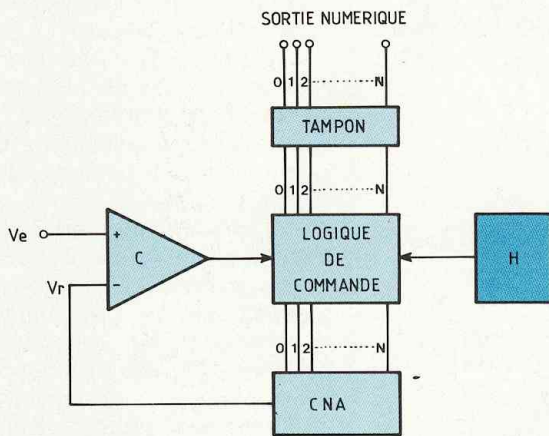 SORTIE NUMERIQUE
0 1 2 ---------- N
TAMPON
0 1 2 ---------- N
Ve
+
C
LOGIQUE
DE
COMMANDE
H
Vr
−
0 1 2 ---------- N
CNA